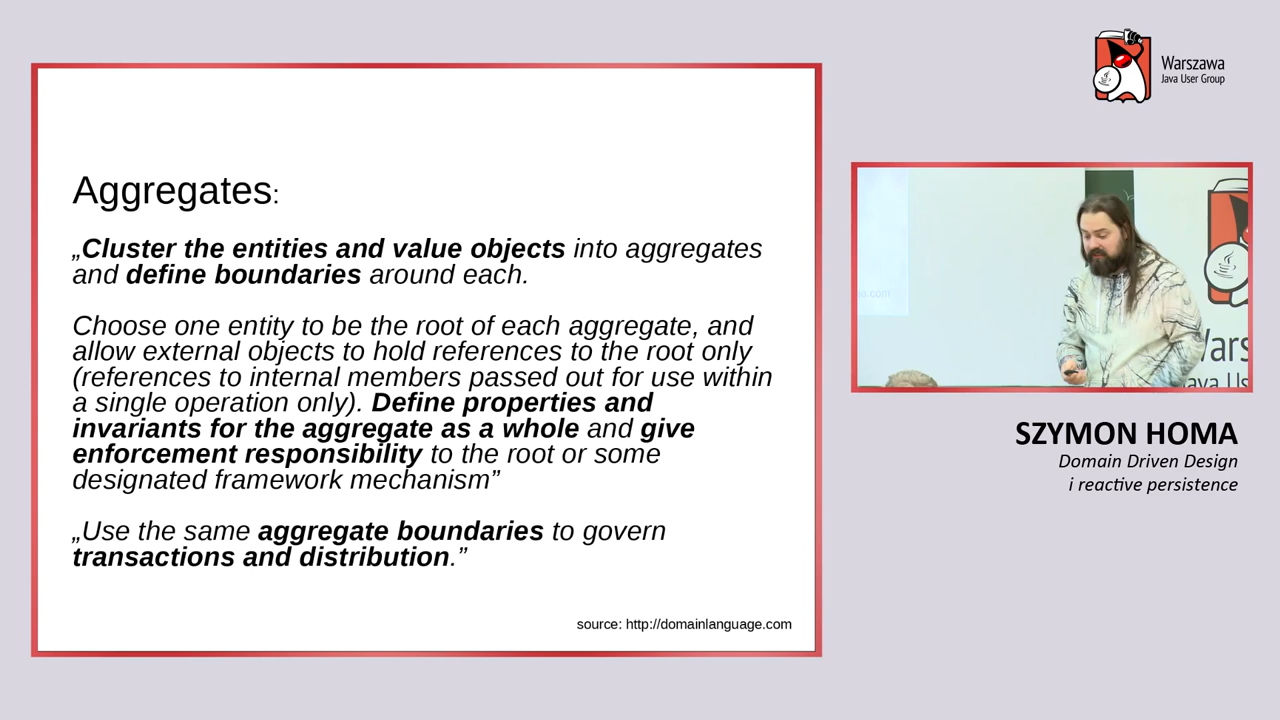 Aggregates:
„Cluster the entities and value objects into aggregates
and define boundaries around each.
Choose one entity to be the root of each aggregate, and
allow external objects to hold references to the root only
(references to internal members passed out for use within
a single operation only). Define properties and
invariants for the aggregate as a whole and give
enforcement responsibility to the root or some
designated framework mechanism”
„Use the same aggregate boundaries to govern
transactions and distribution.”
source: http://domainlanguage.com
Warszawa
Java User Group
Wars
Java Us
SZYMON HOMA
Domain Driven Design
i reactive persistence